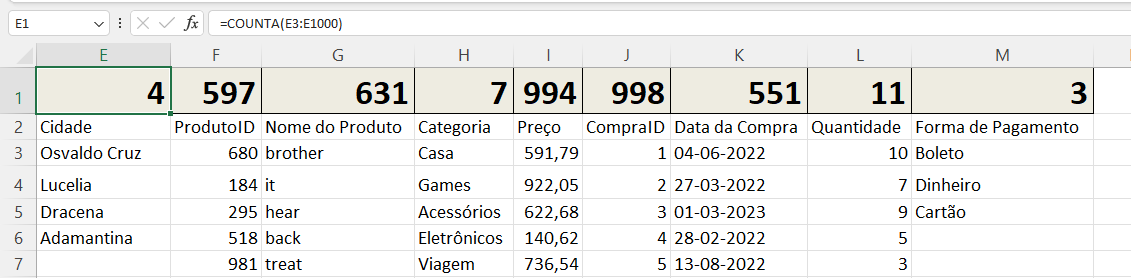 E1 fx =COUNTA(E3:E1000)
E F G H I J K L M
1 4 597 631 7 994 998 551 11 3
2 Cidade ProdutoID Nome do Produto Categoria Preço CompraID Data da Compra Quantidade Forma de Pagamento
3 Osvaldo Cruz 680 brother Casa 591,79 1 04-06-2022 10 Boleto
4 Lucelia 184 it Games 922,05 2 27-03-2022 7 Dinheiro
5 Dracena 295 hear Acessórios 622,68 3 01-03-2023 9 Cartão
6 Adamantina 518 back Eletrônicos 140,62 4 28-02-2022 5
7 981 treat Viagem 736,54 5 13-08-2022 3